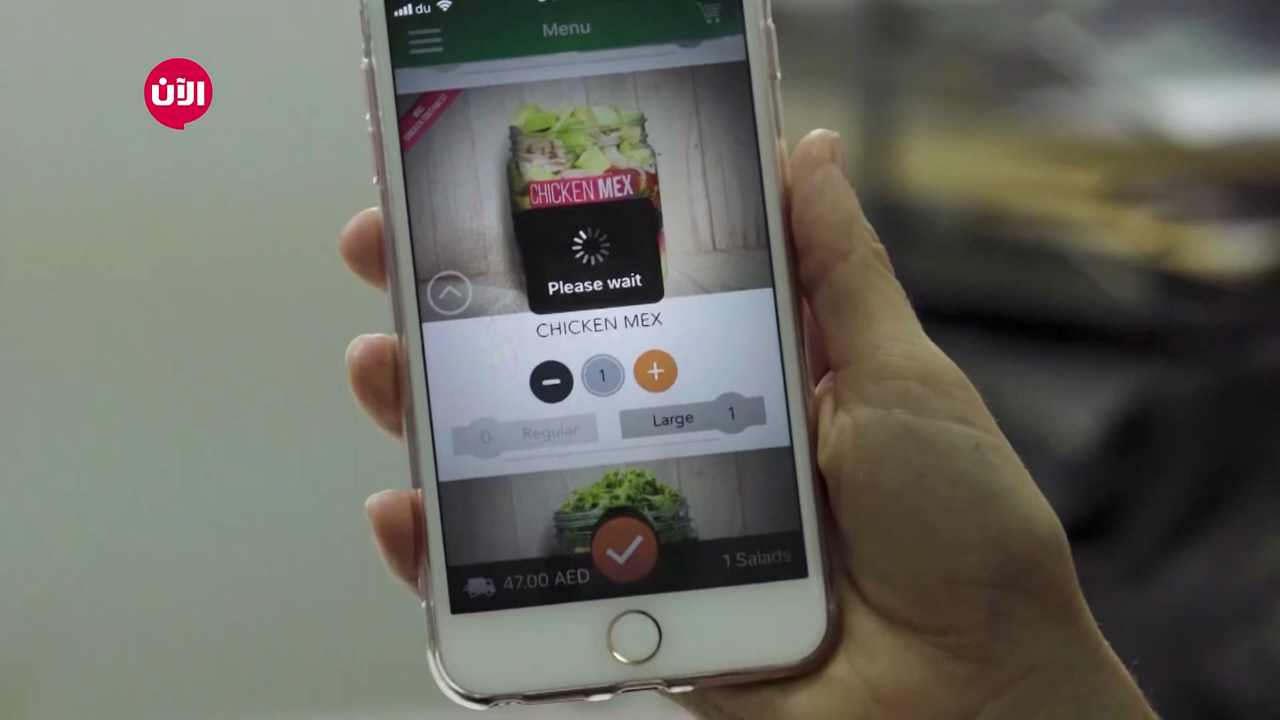 du
Menu
الآن
CHICKEN MEX
Please wait
CHICKEN MEX
1
0 Regular
Large 1
47.00 AED
1 Salads